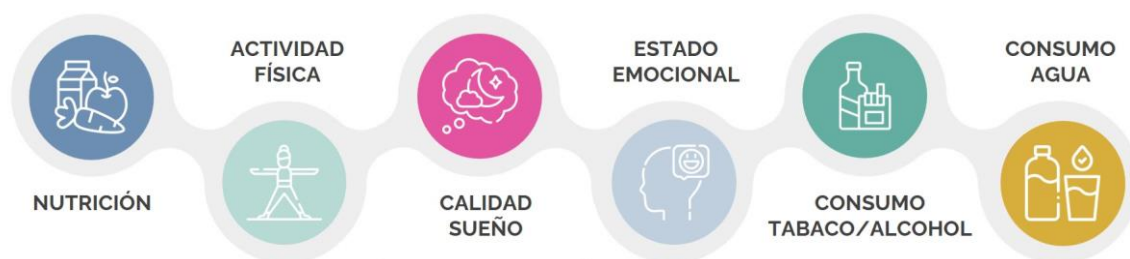 NUTRICIÓN
ACTIVIDAD
FÍSICA
CALIDAD
SUEÑO
ESTADO
EMOCIONAL
CONSUMO
TABACO/ALCOHOL
CONSUMO
AGUA